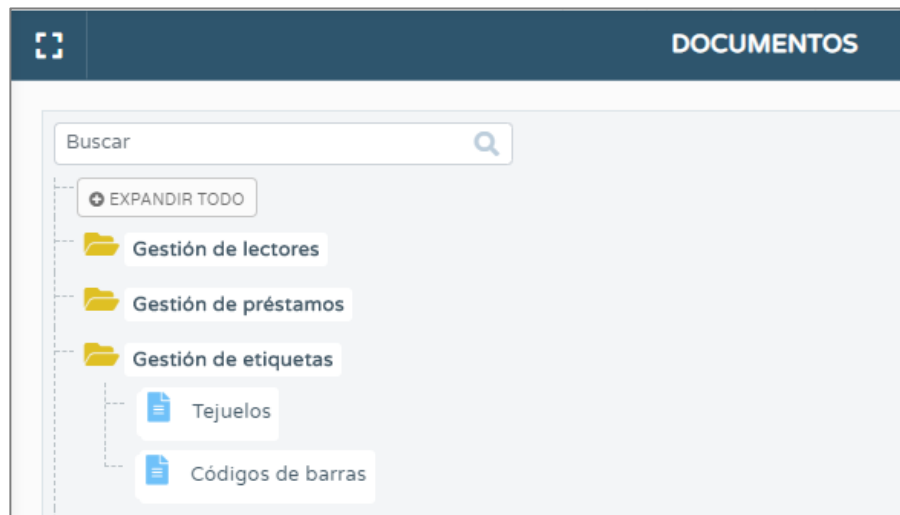 DOCUMENTOS
Buscar
EXPANDIR TODO
Gestión de lectores
Gestión de préstamos
Gestión de etiquetas
Tejuelos
Códigos de barras